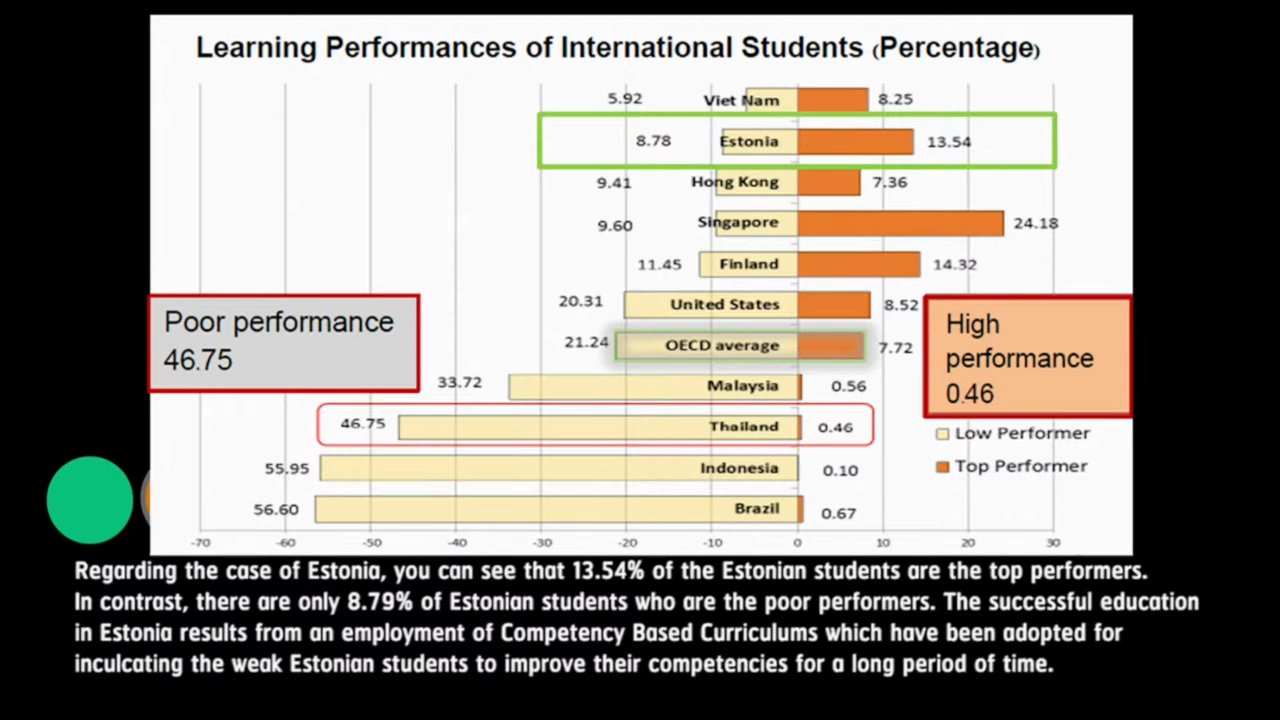 Learning Performances of International Students (Percentage)
5.92 Viet Nam 8.25
8.78 Estonia 13.54
9.41 Hong Kong 7.36
9.60 Singapore 24.18
11.45 Finland 14.32
20.31 United States 8.52
21.24 OECD average 7.72
33.72 Malaysia 0.56
46.75 Thailand 0.46
55.95 Indonesia 0.10
56.60 Brazil 0.67
-70 -60 -50 -40 -30 -20 -10 0 10 20 30
Poor performance
46.75
High
performance
0.46
Low Performer
Top Performer
Regarding the case of Estonia, you can see that 13.54% of the Estonian students are the top performers.
In contrast, there are only 8.79% of Estonian students who are the poor performers. The successful education
in Estonia results from an employment of Competency Based Curriculums which have been adopted for
inculcating the weak Estonian students to improve their competencies for a long period of time.